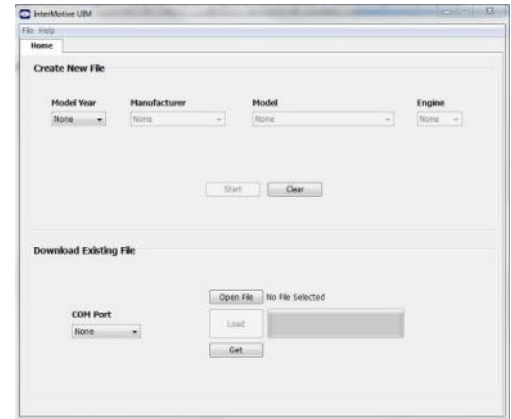 InterMotive UIM
File Help
Home
Create New File
Model Year Manufacturer Model Engine
None None None None
Start Clear
Download Existing File
Open File No File Selected
COM Port
None
Load
Get